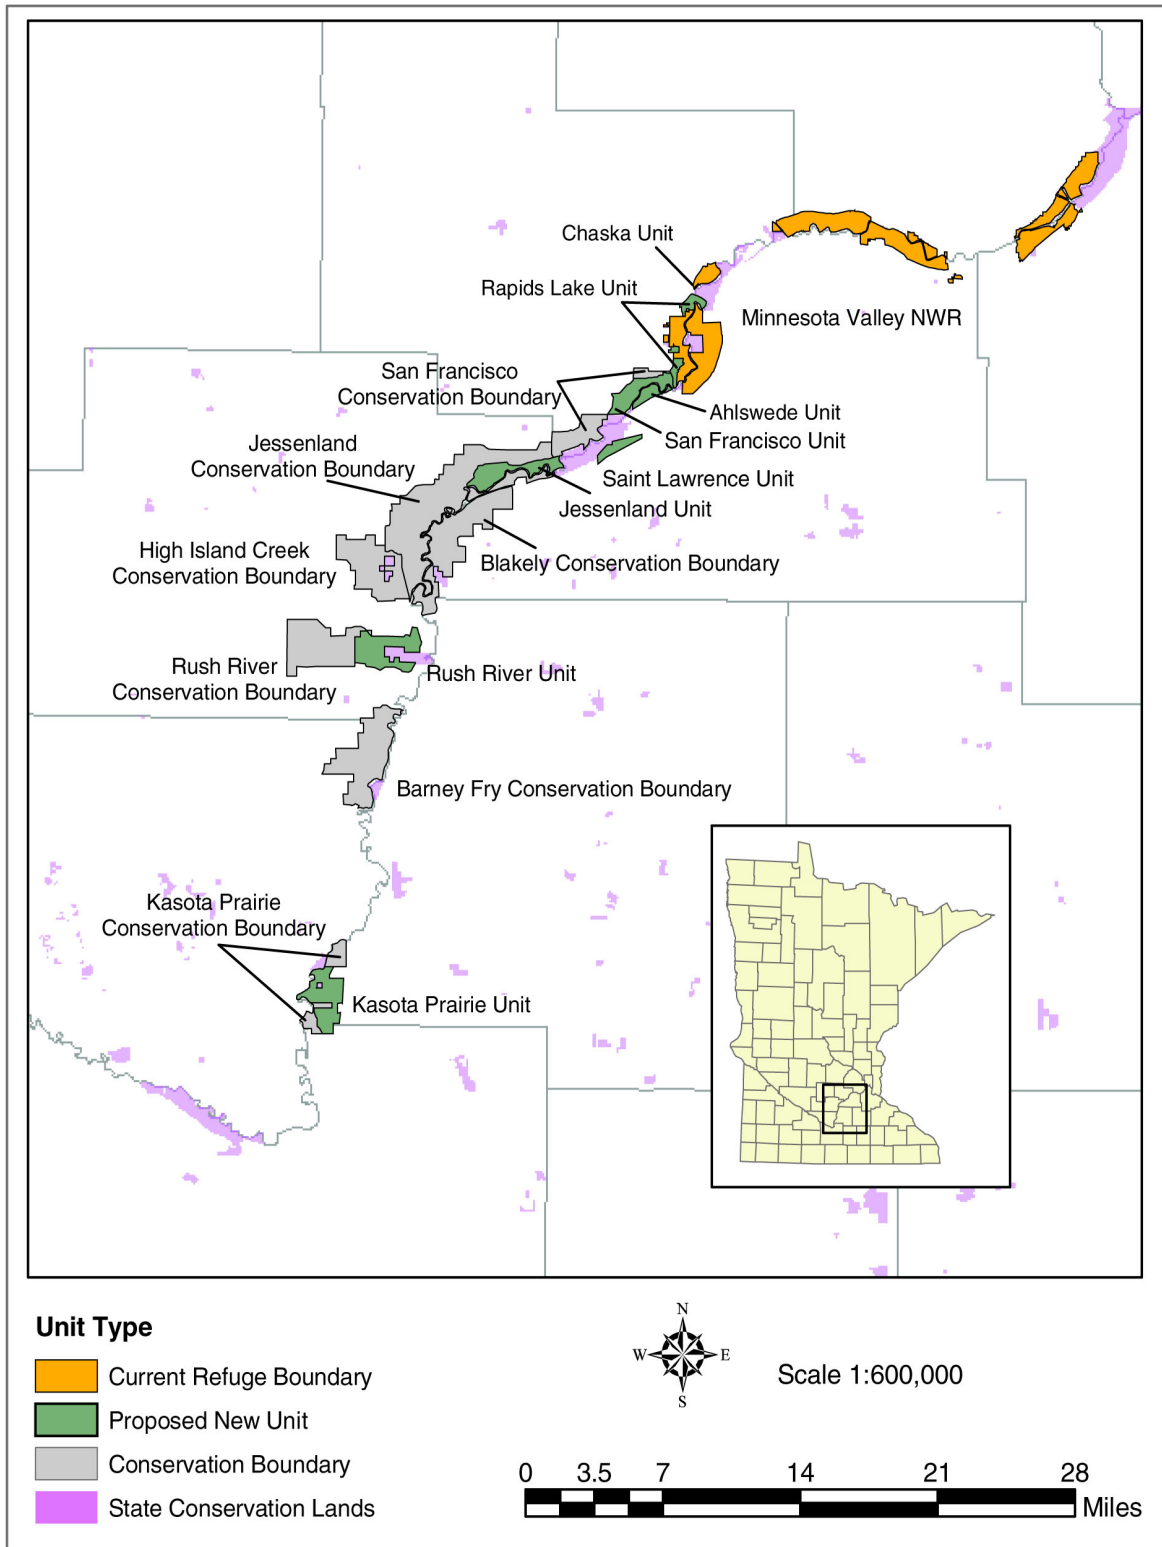 Chaska Unit
Rapids Lake Unit
Minnesota Valley NWR
San Francisco
Conservation Boundary
Ahlswede Unit
San Francisco Unit
Jessenland
Conservation Boundary
Saint Lawrence Unit
Jessenland Unit
High Island Creek
Conservation Boundary
Blakely Conservation Boundary
Rush River
Conservation Boundary
Rush River Unit
Barney Fry Conservation Boundary
Kasota Prairie
Conservation Boundary
Kasota Prairie Unit
Unit Type
Current Refuge Boundary
Proposed New Unit
Conservation Boundary
State Conservation Lands
N
W E
S
Scale 1:600,000
0 3.5 7 14 21 28
Miles